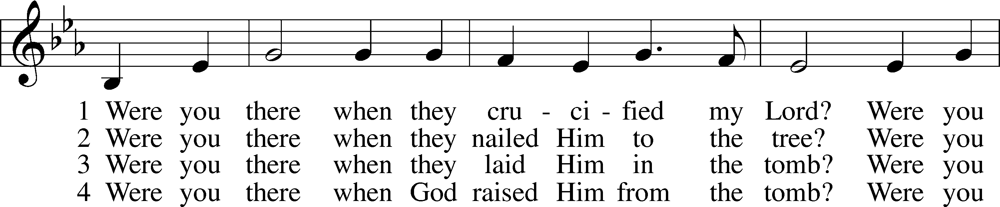 1 Were you there when they cru - ci - fied my Lord? Were you
2 Were you there when they nailed Him to the tree? Were you
3 Were you there when they laid Him in the tomb? Were you
4 Were you there when God raised Him from the tomb? Were you